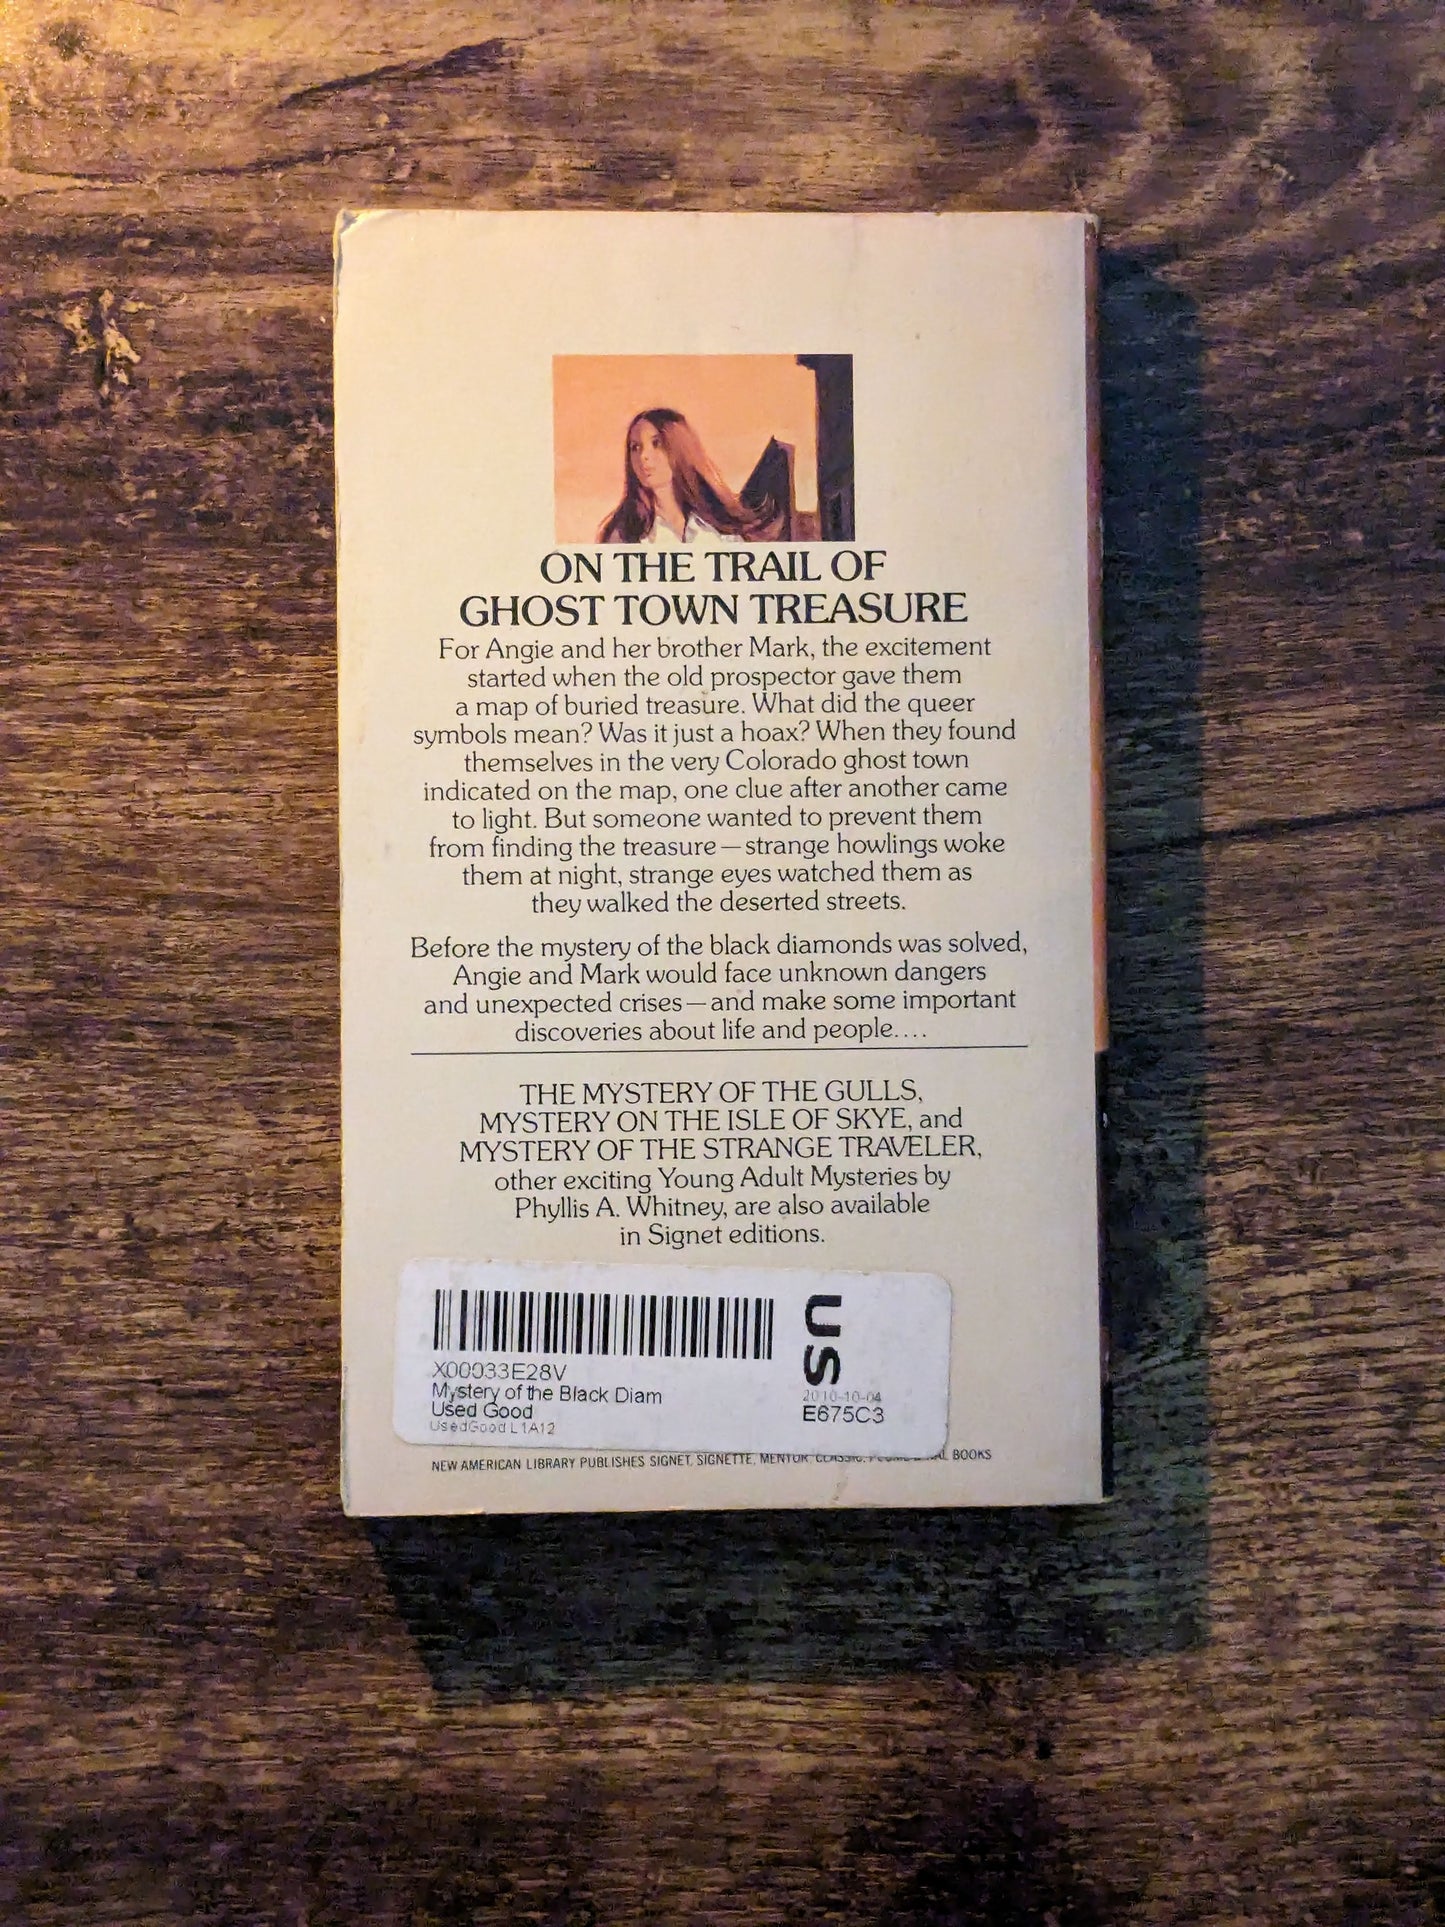 ON THE TRAIL OF
GHOST TOWN TREASURE
For Angie and her brother Mark, the excitement
started when the old prospector gave them
a map of buried treasure. What did the queer
symbols mean? Was it just a hoax? When they found
themselves in the very Colorado ghost town
indicated on the map, one clue after another came
to light. But someone wanted to prevent them
from finding the treasure—strange howlings woke
them at night, strange eyes watched them as
they walked the deserted streets.
Before the mystery of the black diamonds was solved,
Angie and Mark would face unknown dangers
and unexpected crises—and make some important
discoveries about life and people....
THE MYSTERY OF THE GULLS,
MYSTERY ON THE ISLE OF SKYE, and
MYSTERY OF THE STRANGE TRAVELER,
other exciting Young Adult Mysteries by
Phyllis A. Whitney, are also available
in Signet editions.
US
X00033E28V
Mystery of the Black Diam
Used Good
UsedGood L1A12
2010-10-04
E675C3
NEW AMERICAN LIBRARY PUBLISHES SIGNET, SIGNETTE, MENTOR, CLASSIC, BOOKS